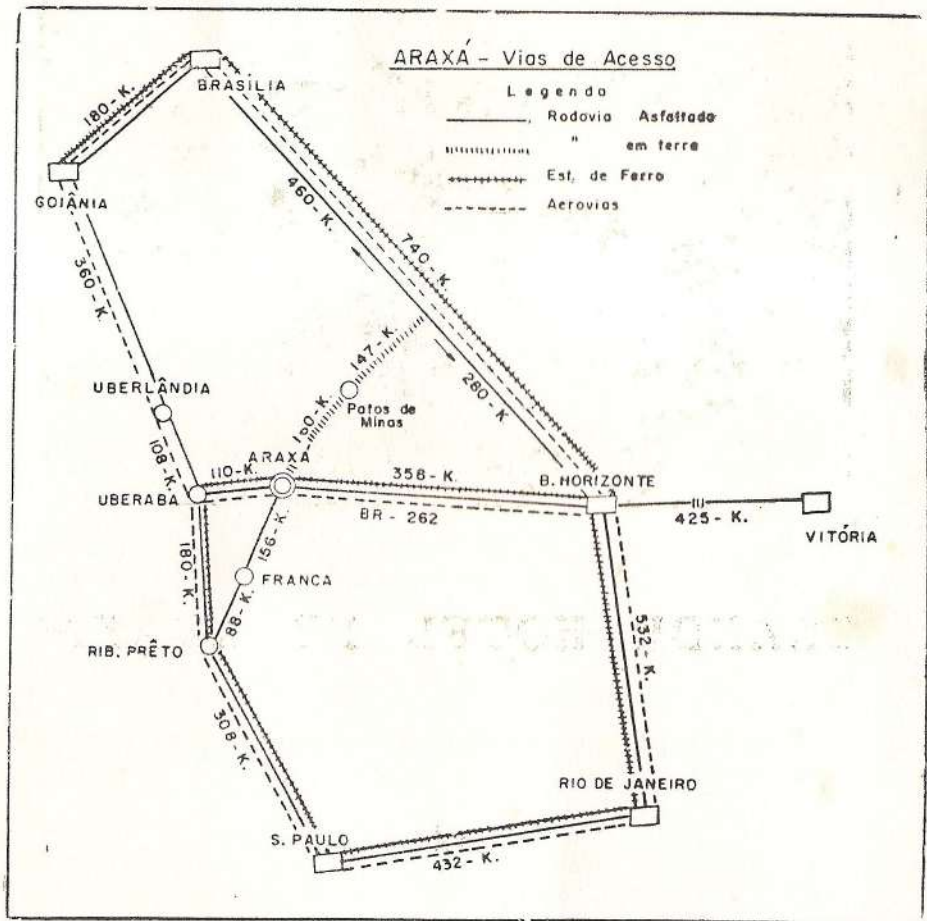 ARAXÁ - Vias de Acesso
Legenda
Rodovia Asfaltada
" em terra
Est. de Ferro
Aerovias
BRASÍLIA
180-K.
GOIÂNIA
460-K.
740-K.
360-K.
147-K.
280-K
UBERLÂNDIA
Patos de
Minas
108-K.
ARAXÁ
110-K.
358-K.
B. HORIZONTE
UBERABA
BR - 262
425-K.
VITÓRIA
156-K.
180-K.
FRANCA
88-K.
532-K.
RIB. PRÊTO
308-K.
RIO DE JANEIRO
S. PAULO
432-K.